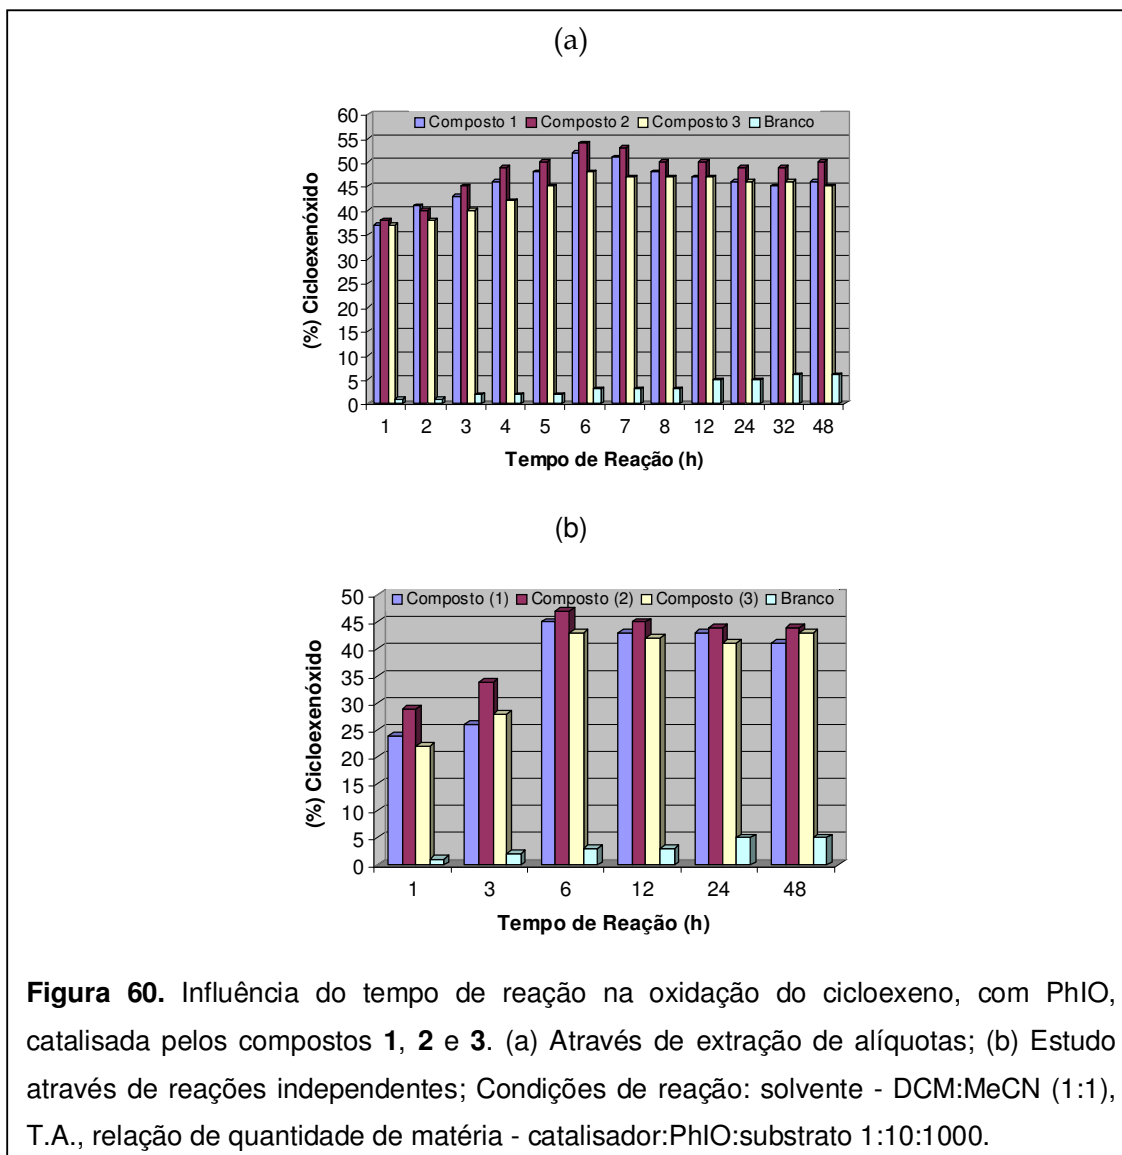 (a)
Composto 1 Composto 2 Composto 3 Branco
60
55
50
45
40
35
30
25
20
15
10
5
0
(%) Cicloexenóxido
1 2 3 4 5 6 7 8 12 24 32 48
Tempo de Reação (h)
(b)
Composto (1) Composto (2) Composto (3) Branco
50
45
40
35
30
25
20
15
10
5
0
(%) Cicloexenóxido
1 3 6 12 24 48
Tempo de Reação (h)
Figura 60. Influência do tempo de reação na oxidação do cicloexeno, com PhIO,
catalisada pelos compostos 1, 2 e 3. (a) Através de extração de alíquotas; (b) Estudo
através de reações independentes; Condições de reação: solvente - DCM:MeCN (1:1),
T.A., relação de quantidade de matéria - catalisador:PhIO:substrato 1:10:1000.